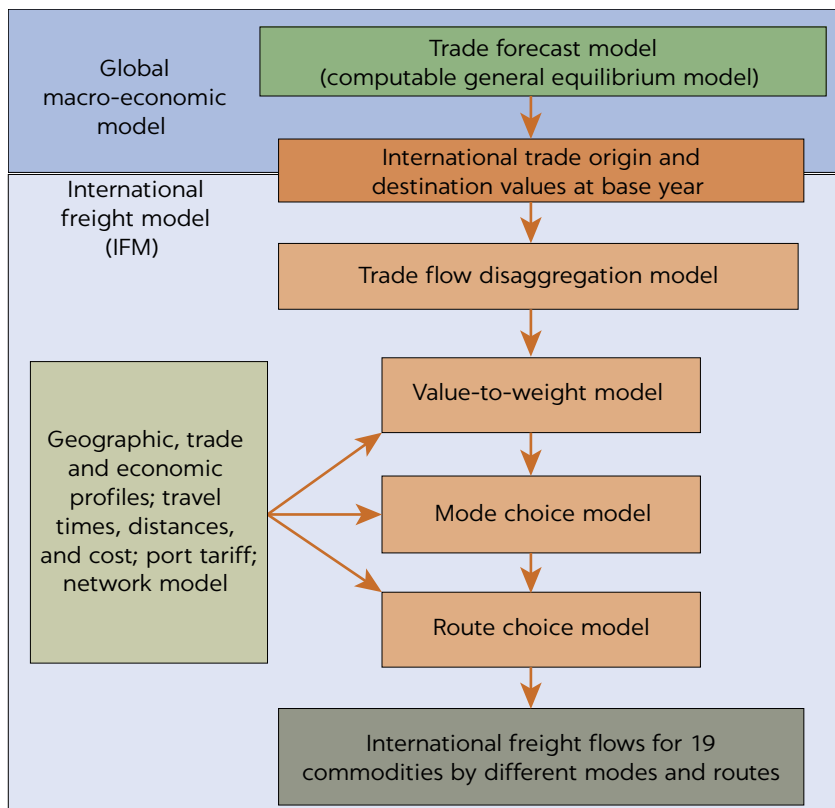 Global
macro-economic
model
Trade forecast model
(computable general equilibrium model)
International trade origin and
destination values at base year
International
freight model
(IFM)
Trade flow disaggregation model
Value-to-weight model
Geographic, trade
and economic
profiles; travel
times, distances,
and cost; port tariff;
network model
Mode choice model
Route choice model
International freight flows for 19
commodities by different modes and routes